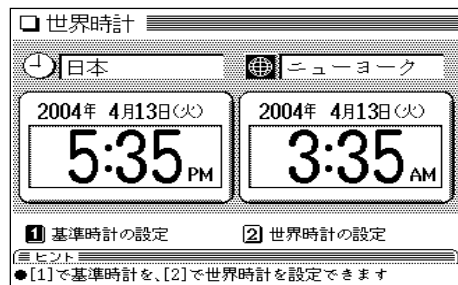 世界時計
日本
ニューヨーク
2004年 4月13日(火)
5:35 PM
2004年 4月13日(火)
3:35 AM
1 基準時計の設定
2 世界時計の設定
ヒント
●[1]で基準時計を、[2]で世界時計を設定できます